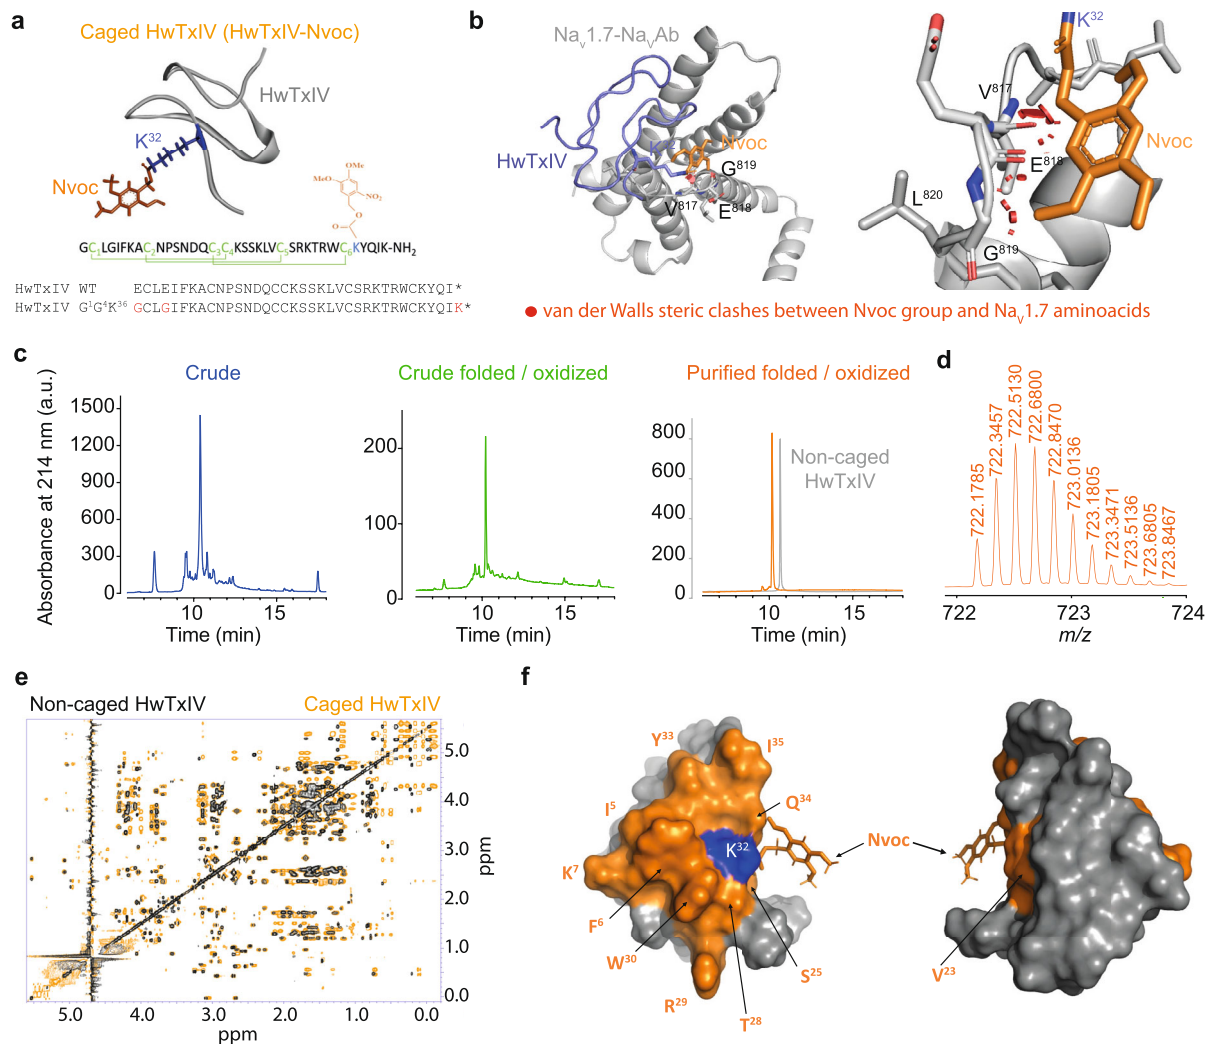 a
Caged HwTxIV (HwTxIV-Nvoc)
HwTxIV
K32
Nvoc
OMe
MeO
NO2
O
O
GC1LGIFKAC2NPSNDQC3C4KSSKLVC5SRKTRWC6KYQIK-NH2
HwTxIV WT ECLEIFKACNPSNDQCCKSSKLVCSRKTRWCKYQI*
HwTxIV G1G4K36 GCLGIFKACNPSNDQCCKSSKLVCSRKTRWCKYQIK*
b
Nav1.7-NavAb
HwTxIV
Nvoc
G819
V817
E818
K32
V817
Nvoc
E818
L820
G819
van der Walls steric clashes between Nvoc group and NaV1.7 aminoacids
c
Crude
Absorbance at 214 nm (a.u.)
1500
1200
900
600
300
0
10
15
Time (min)
Crude folded / oxidized
200
100
0
10
15
Time (min)
Purified folded / oxidized
Non-caged
HwTxIV
800
600
400
200
0
10
15
Time (min)
d
722.1785
722.3457
722.5130
722.6800
722.8470
723.0136
723.1805
723.3471
723.5136
723.6805
723.8467
722
723
724
m/z
e
Non-caged HwTxIV
Caged HwTxIV
5.0
4.0
3.0
2.0
1.0
0.0
ppm
5.0
4.0
3.0
2.0
1.0
0.0
ppm
f
Y33
I35
Q34
I5
K32
K7
F6
W30
R29
T28
S25
Nvoc
V23